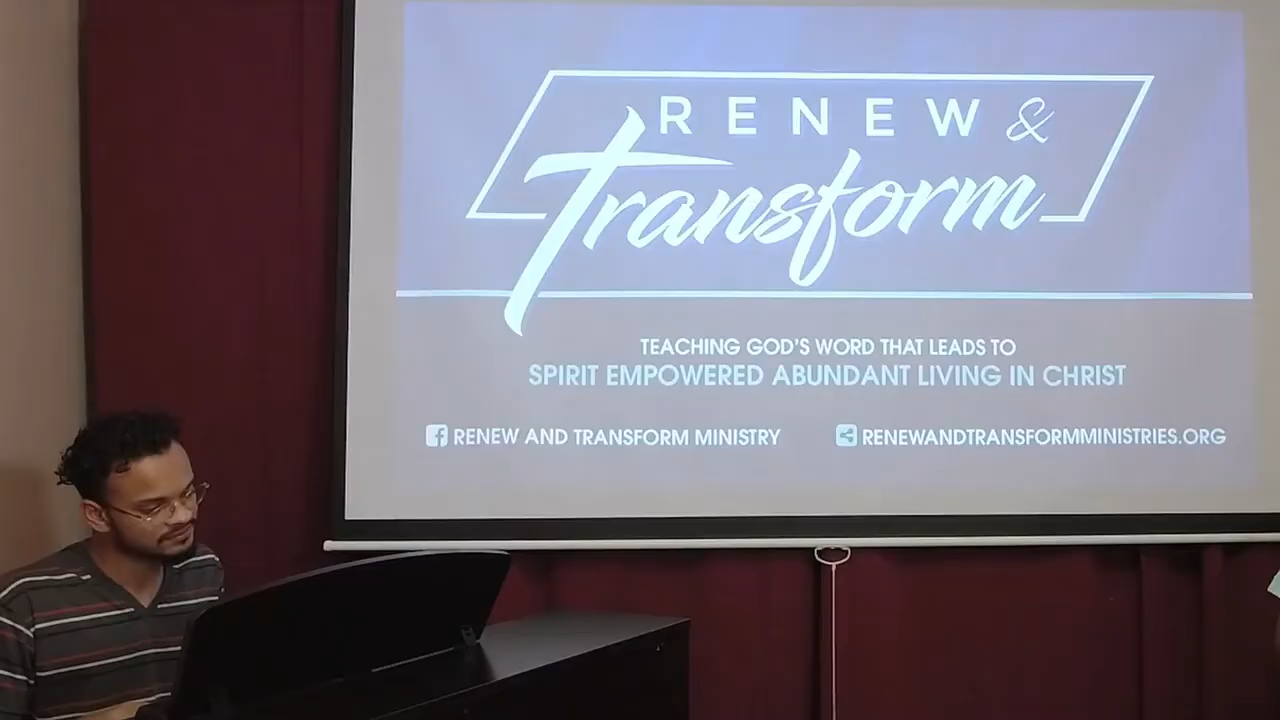 RENEW &
Transform
TEACHING GOD'S WORD THAT LEADS TO
SPIRIT EMPOWERED ABUNDANT LIVING IN CHRIST
RENEW AND TRANSFORM MINISTRY
RENEWANDTRANSFORMMINISTRIES.ORG